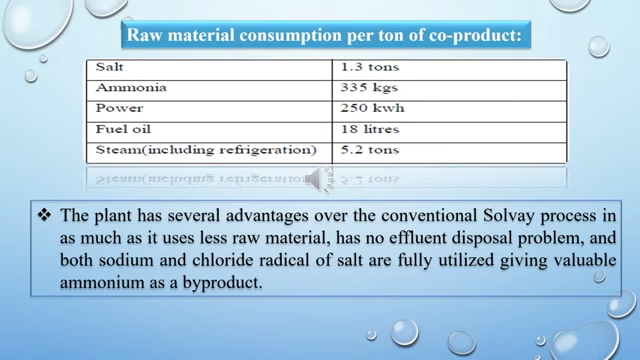 Raw material consumption per ton of co-product:
Salt 1.3 tons
Ammonia 335 kgs
Power 250 kwh
Fuel oil 18 litres
Steam(including refrigeration) 5.2 tons
❖ The plant has several advantages over the conventional Solvay process in
as much as it uses less raw material, has no effluent disposal problem, and
both sodium and chloride radical of salt are fully utilized giving valuable
ammonium as a byproduct.